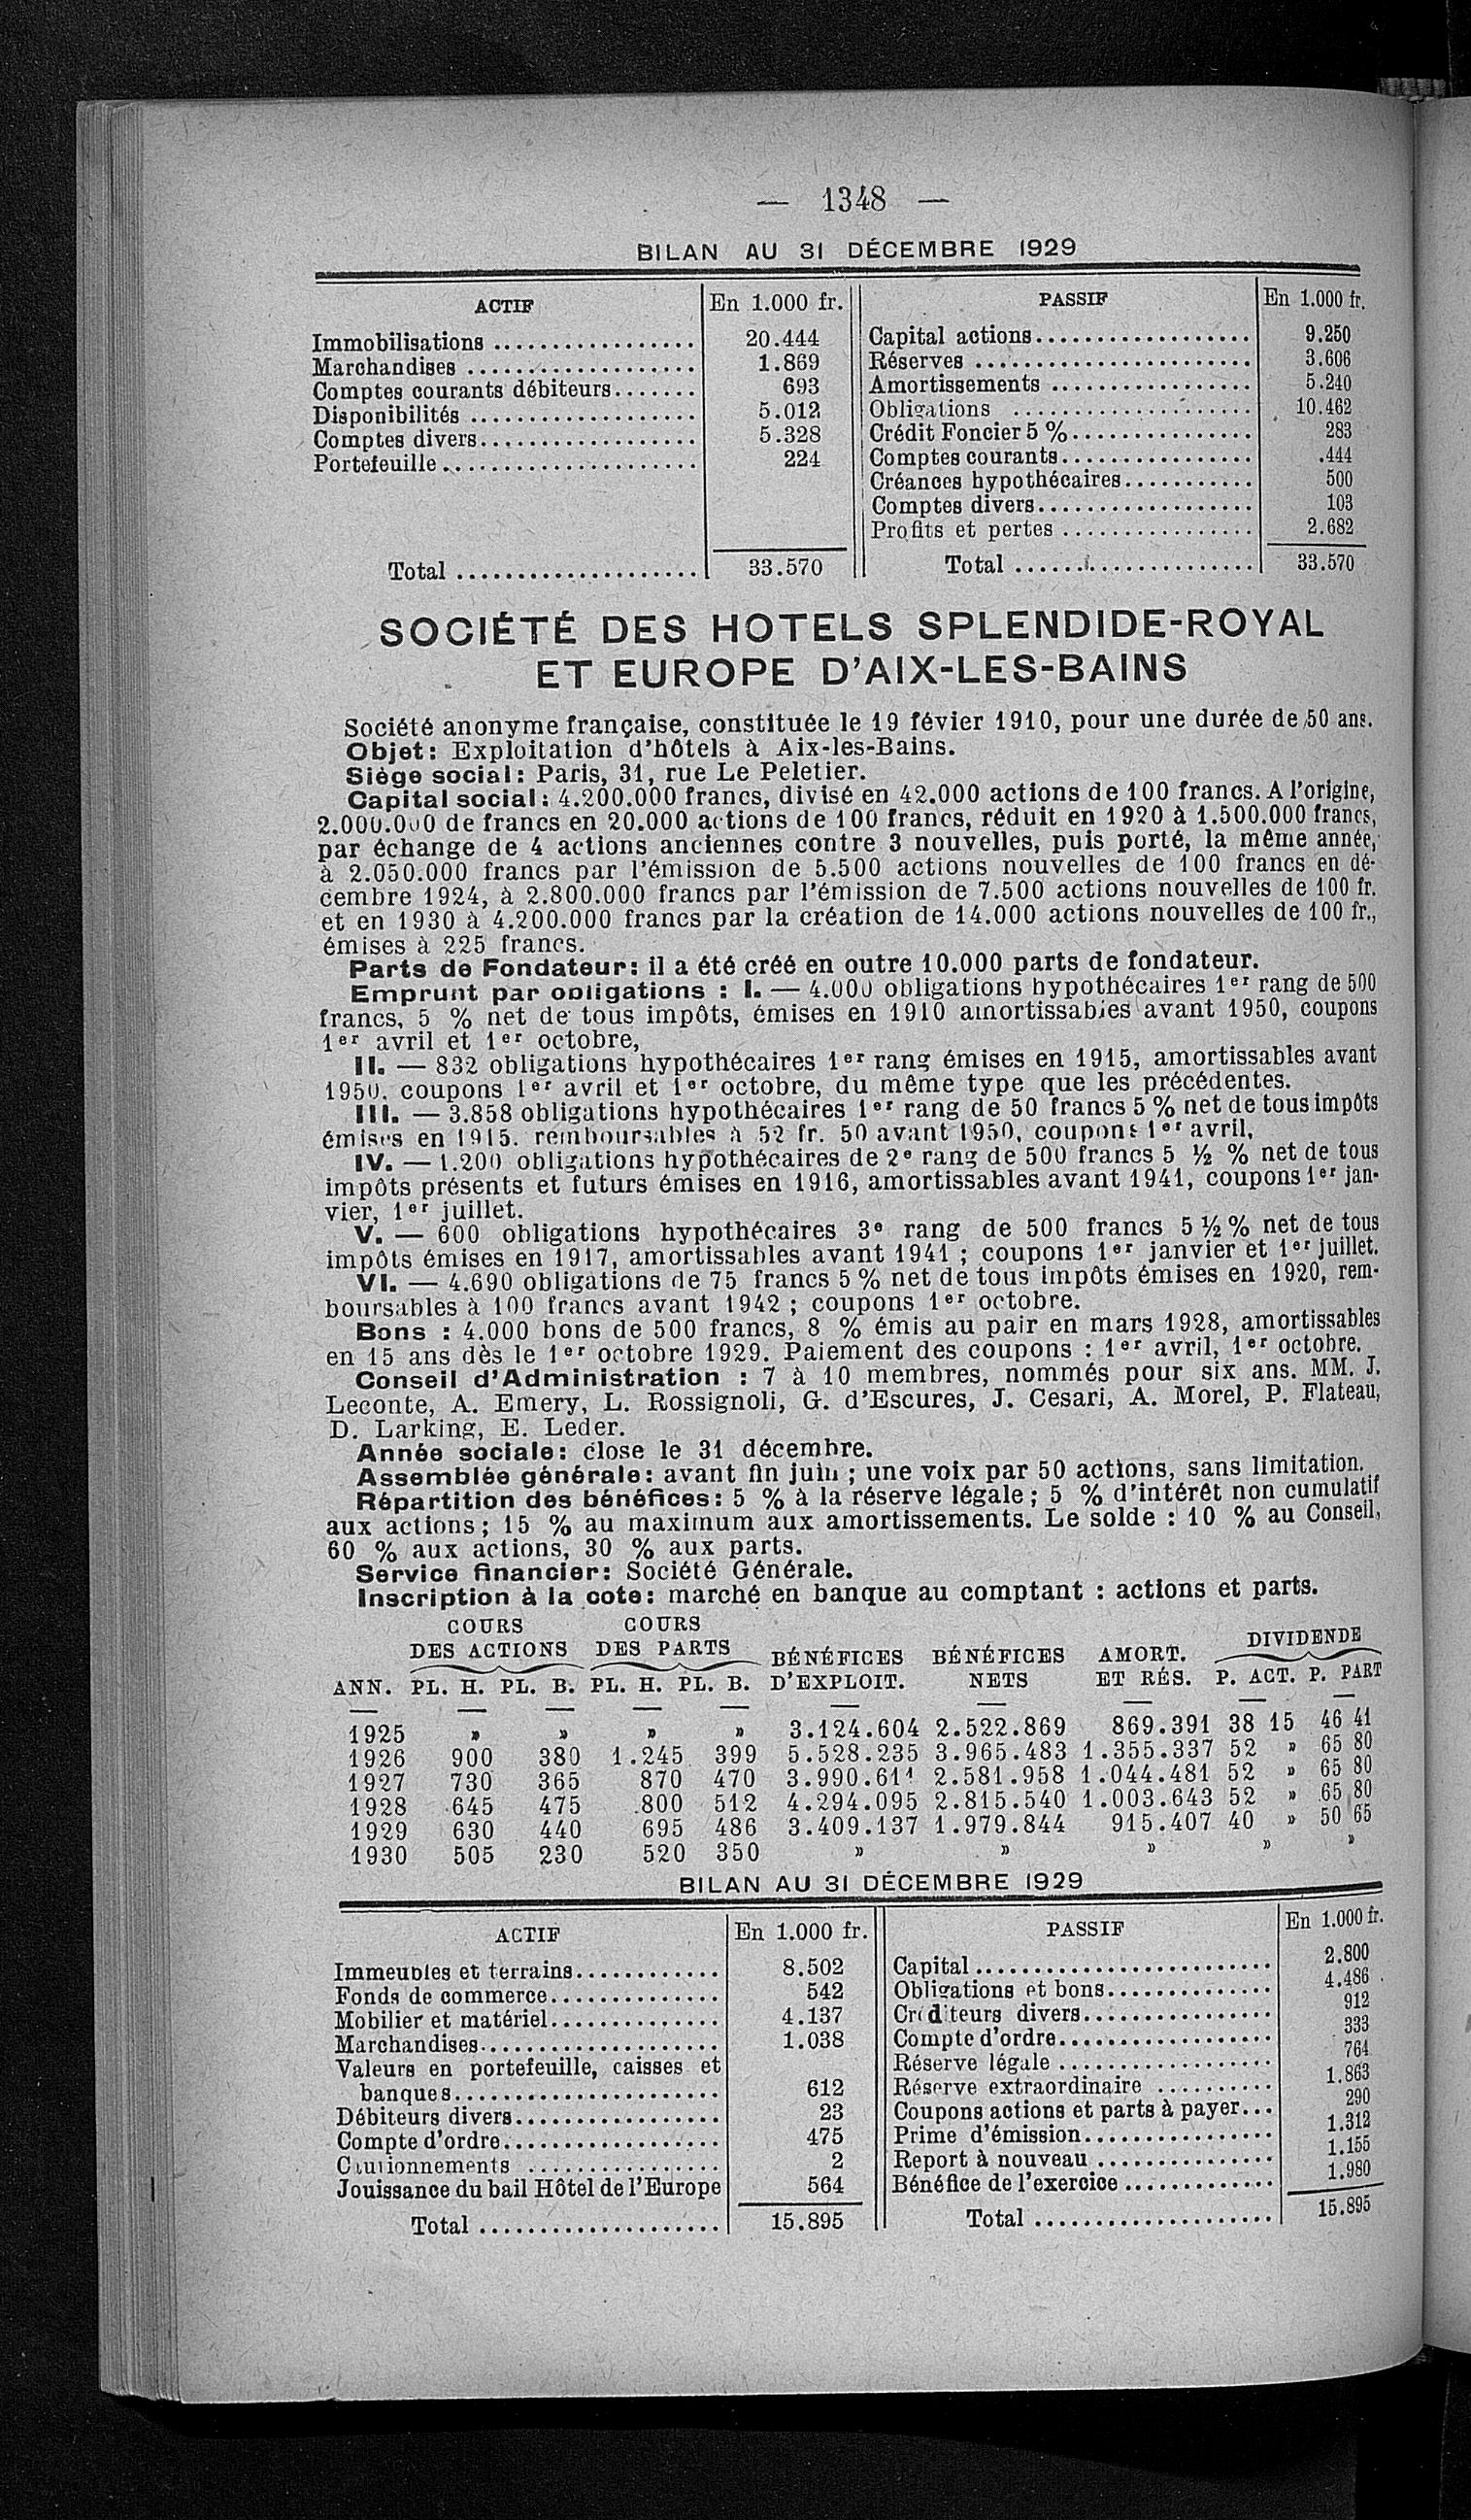 — 1348 —
BILAN AU 31 DÉCEMBRE 1929
ACTIF En 1.000 fr. PASSIF En 1.000 fr.
Immobilisations ................. 20.444 Capital actions.................. 9.250
Marchandises ................... 1.869 Réserves ....................... 3.606
Comptes courants débiteurs....... 693 Amortissements ................. 5.240
Disponibilités ................... 5.012 Obligations .................... 10.462
Comptes divers.................. 5.328 Crédit Foncier 5 %............... 283
Portefeuille..................... 224 Comptes courants................ .444
Créances hypothécaires........... 500
Comptes divers.................. 103
Profits et pertes ................ 2.682
Total .................... 33.570 Total .................... 33.570
SOCIÉTÉ DES HOTELS SPLENDIDE-ROYAL
ET EUROPE D'AIX-LES-BAINS
Société anonyme française, constituée le 19 févier 1910, pour une durée de 50 ans.
Objet: Exploitation d'hôtels à Aix-les-Bains.
Siège social: Paris, 31, rue Le Peletier.
Capital social: 4.200.000 francs, divisé en 42.000 actions de 100 francs. A l'origine,
2.000.000 de francs en 20.000 actions de 100 francs, réduit en 1920 à 1.500.000 francs,
par échange de 4 actions anciennes contre 3 nouvelles, puis porté, la même année,
à 2.050.000 francs par l'émission de 5.500 actions nouvelles de 100 francs en dé-
cembre 1924, à 2.800.000 francs par l'émission de 7.500 actions nouvelles de 100 fr.
et en 1930 à 4.200.000 francs par la création de 14.000 actions nouvelles de 100 fr.,
émises à 225 francs.
Parts de Fondateur: il a été créé en outre 10.000 parts de fondateur.
Emprunt par obligations : I. — 4.000 obligations hypothécaires 1er rang de 500
francs, 5 % net de tous impôts, émises en 1910 amortissables avant 1950, coupons
1er avril et 1er octobre,
II. — 832 obligations hypothécaires 1er rang émises en 1915, amortissables avant
1950, coupons 1er avril et 1er octobre, du même type que les précédentes.
III. — 3.858 obligations hypothécaires 1er rang de 50 francs 5 % net de tous impôts
émises en 1915. remboursables à 52 fr. 50 avant 1950, coupons 1er avril,
IV. — 1.200 obligations hypothécaires de 2e rang de 500 francs 5 ½ % net de tous
impôts présents et futurs émises en 1916, amortissables avant 1941, coupons 1er jan-
vier, 1er juillet.
V. — 600 obligations hypothécaires 3e rang de 500 francs 5 ½ % net de tous
impôts émises en 1917, amortissables avant 1941 ; coupons 1er janvier et 1er juillet.
VI. — 4.690 obligations de 75 francs 5 % net de tous impôts émises en 1920, rem-
boursables à 100 francs avant 1942 ; coupons 1er octobre.
Bons : 4.000 bons de 500 francs, 8 % émis au pair en mars 1928, amortissables
en 15 ans dès le 1er octobre 1929. Paiement des coupons : 1er avril, 1er octobre.
Conseil d'Administration : 7 à 10 membres, nommés pour six ans. MM. J.
Leconte, A. Emery, L. Rossignoli, G. d'Escures, J. Cesari, A. Morel, P. Flateau,
D. Larking, E. Leder.
Année sociale: close le 31 décembre.
Assemblée générale: avant fin juin ; une voix par 50 actions, sans limitation.
Répartition des bénéfices: 5 % à la réserve légale; 5 % d'intérêt non cumulatif
aux actions; 15 % au maximum aux amortissements. Le solde : 10 % au Conseil,
60 % aux actions, 30 % aux parts.
Service financier: Société Générale.
Inscription à la cote: marché en banque au comptant : actions et parts.
COURS DES ACTIONS COURS DES PARTS BÉNÉFICES BÉNÉFICES AMORT. DIVIDENDE
ANN. PL. H. PL. B. PL. H. PL. B. D'EXPLOIT. NETS ET RÉS. P. ACT. P. PART
1925 » » » » 3.124.604 2.522.869 869.391 38 15 46 41
1926 900 380 1.245 399 5.528.235 3.965.483 1.355.337 52 » 65 80
1927 730 365 870 470 3.990.611 2.581.958 1.044.481 52 » 65 80
1928 645 475 800 512 4.294.095 2.815.540 1.003.643 52 » 65 80
1929 630 440 695 486 3.409.137 1.979.844 915.407 40 » 50 65
1930 505 230 520 350 » » » » »
BILAN AU 31 DÉCEMBRE 1929
ACTIF En 1.000 fr. PASSIF En 1.000 fr.
Immeubles et terrains............ 8.502 Capital ........................ 2.800
Fonds de commerce.............. 542 Obligations et bons.............. 4.486
Mobilier et matériel.............. 4.137 Créditeurs divers................ 912
Marchandises.................... 1.038 Compte d'ordre.................. 333
Valeurs en portefeuille, caisses et Réserve légale .................. 764
banques...................... 612 Réserve extraordinaire .......... 1.863
Débiteurs divers................. 23 Coupons actions et parts à payer... 290
Compte d'ordre.................. 475 Prime d'émission................ 1.312
Cautionnements ................ 2 Report à nouveau ............... 1.155
Jouissance du bail Hôtel de l'Europe 564 Bénéfice de l'exercice ............. 1.980
Total .................... 15.895 Total .................... 15.895